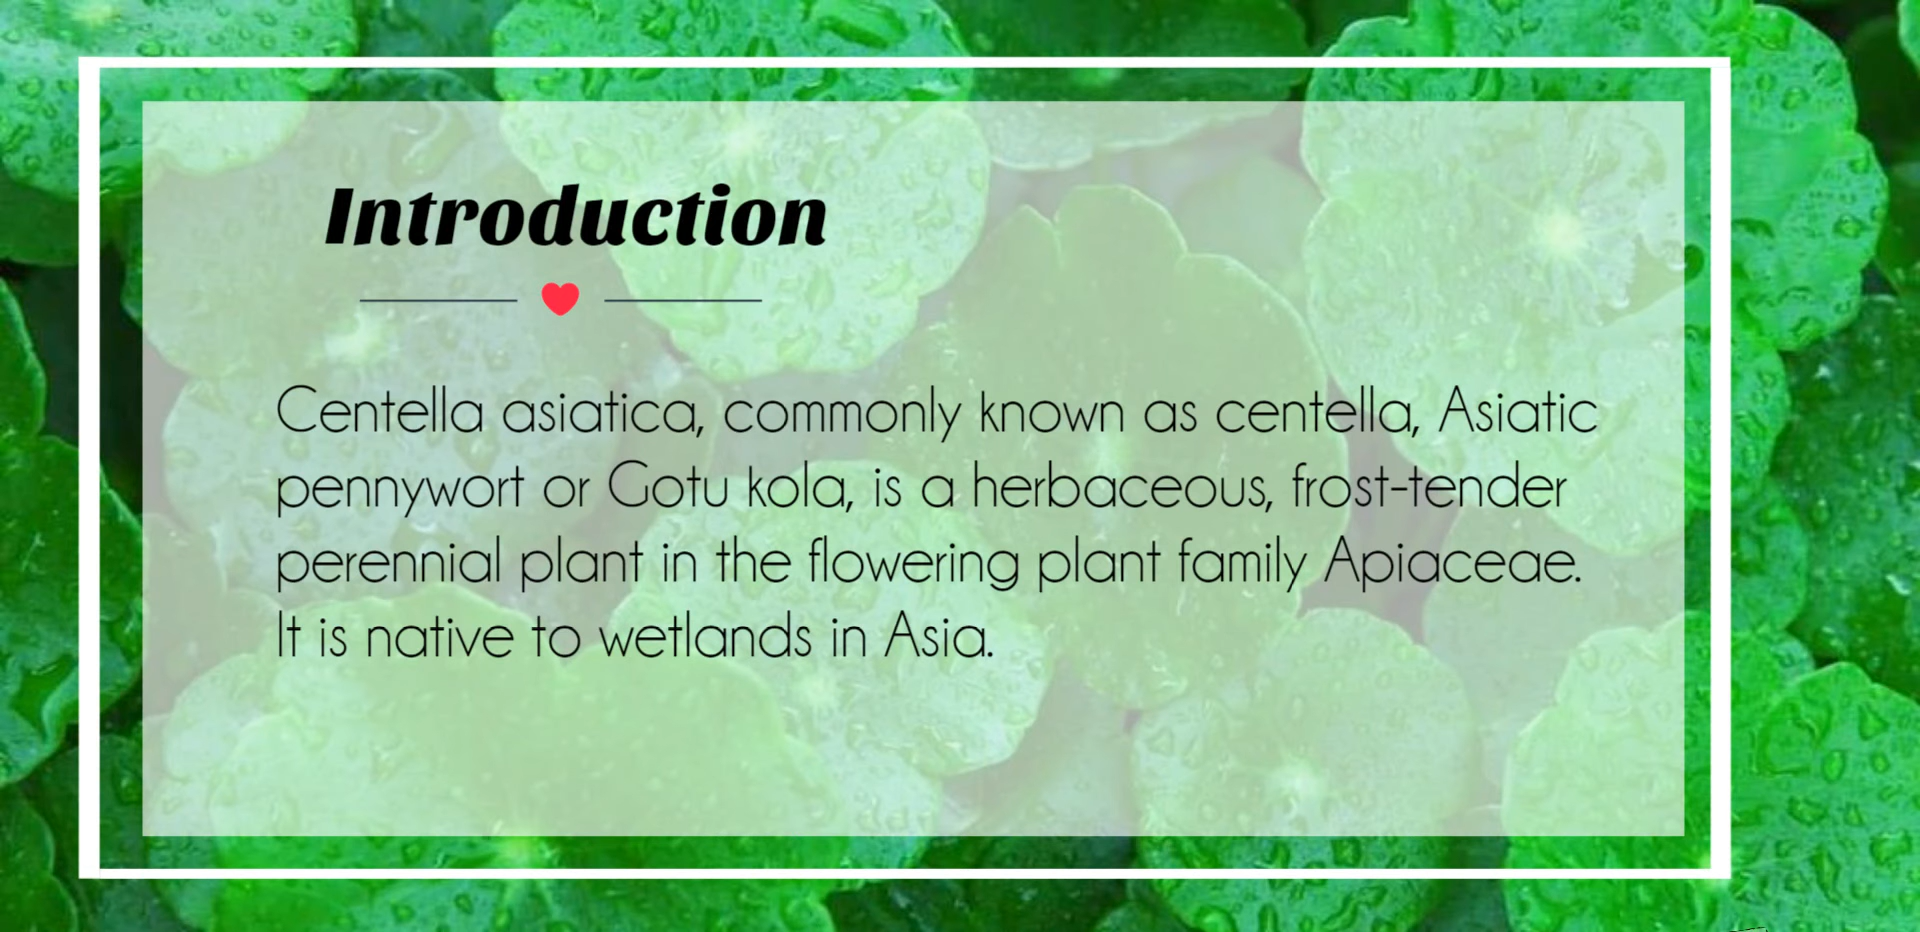 Introduction
Centella asiatica, commonly known as centella, Asiatic
pennywort or Gotu kola, is a herbaceous, frost-tender
perennial plant in the flowering plant family Apiaceae.
It is native to wetlands in Asia.